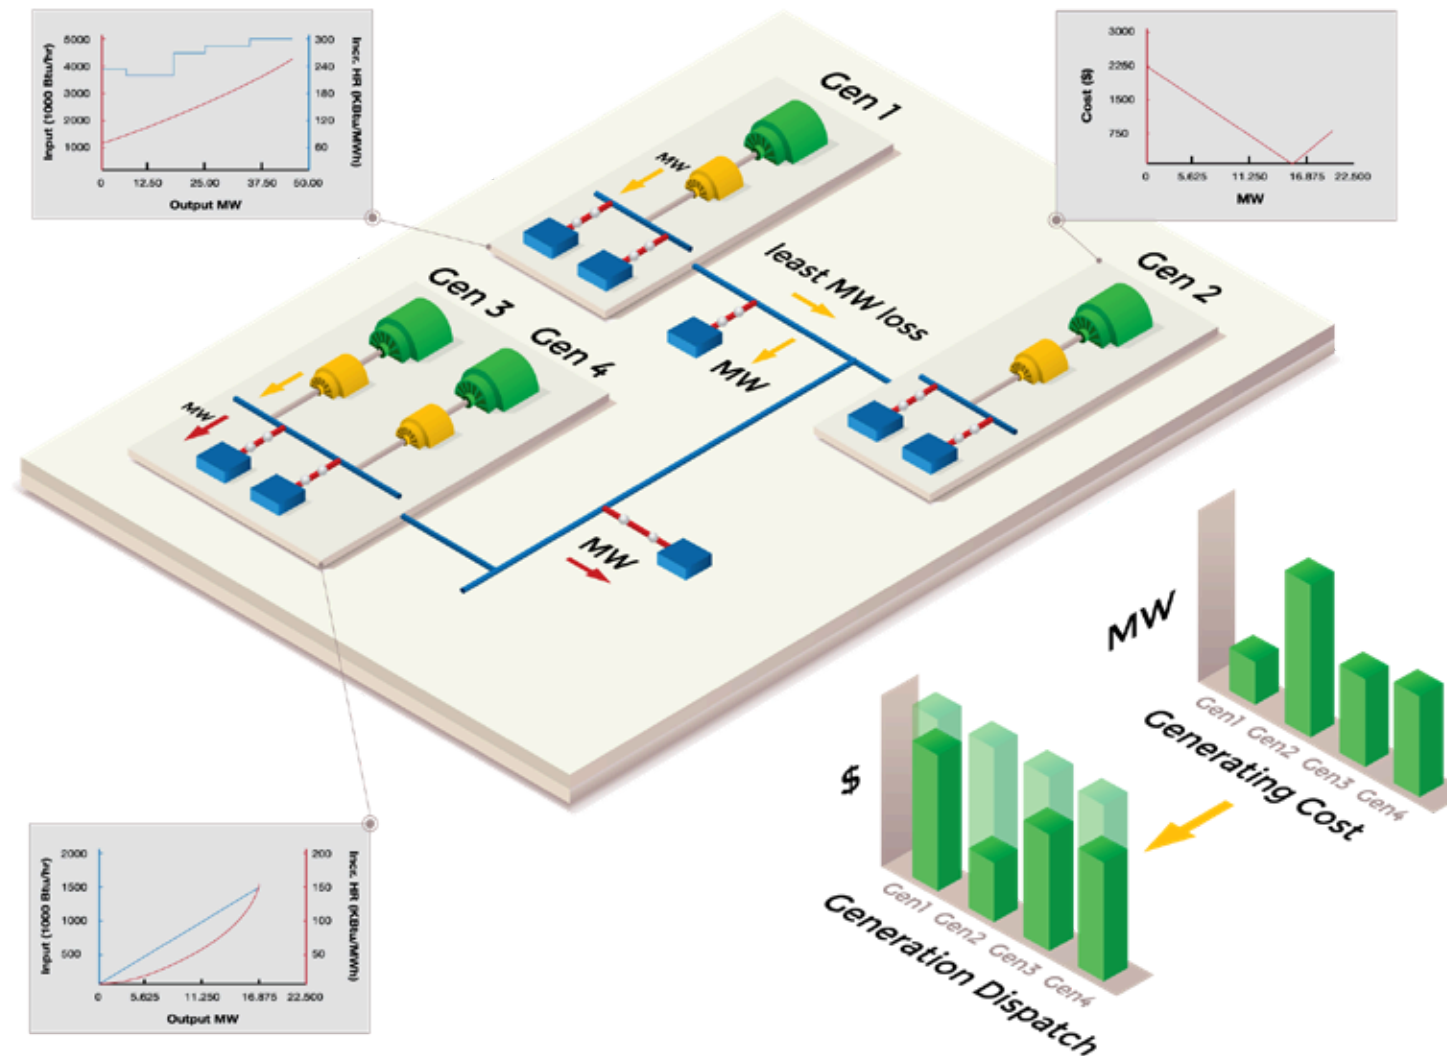 Input (1000 Btu/hr)
5000
4000
3000
2000
1000
300
240
180
120
60
Incr. HR (KBtu/MWh)
0
12.50
25.00
37.50
50.00
Output MW
Cost ($)
3000
2250
1500
750
0
5.625
11.250
16.875
22.500
MW
Gen 1
MW
least MW loss
MW
Gen 2
Gen 3
Gen 4
MW
MW
MW
Gen1
Gen2
Gen3
Gen4
Generating Cost
$
Gen1
Gen2
Gen3
Gen4
Generation Dispatch
Input (1000 Btu/hr)
2000
1500
1000
500
200
150
100
50
Incr. HR (KBtu/MWh)
0
5.625
11.250
16.875
22.500
Output MW